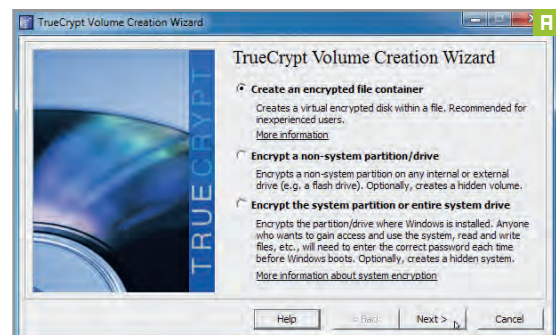 TrueCrypt Volume Creation Wizard
A
TRUECRYPT
TrueCrypt Volume Creation Wizard
Create an encrypted file container
Creates a virtual encrypted disk within a file. Recommended for
inexperienced users.
More information
Encrypt a non-system partition/drive
Encrypts a non-system partition on any internal or external
drive (e.g. a flash drive). Optionally, creates a hidden volume.
Encrypt the system partition or entire system drive
Encrypts the partition/drive where Windows is installed. Anyone
who wants to gain access and use the system, read and write
files, etc., will need to enter the correct password each time
before Windows boots. Optionally, creates a hidden system.
More information about system encryption
Help
< Back
Next >
Cancel